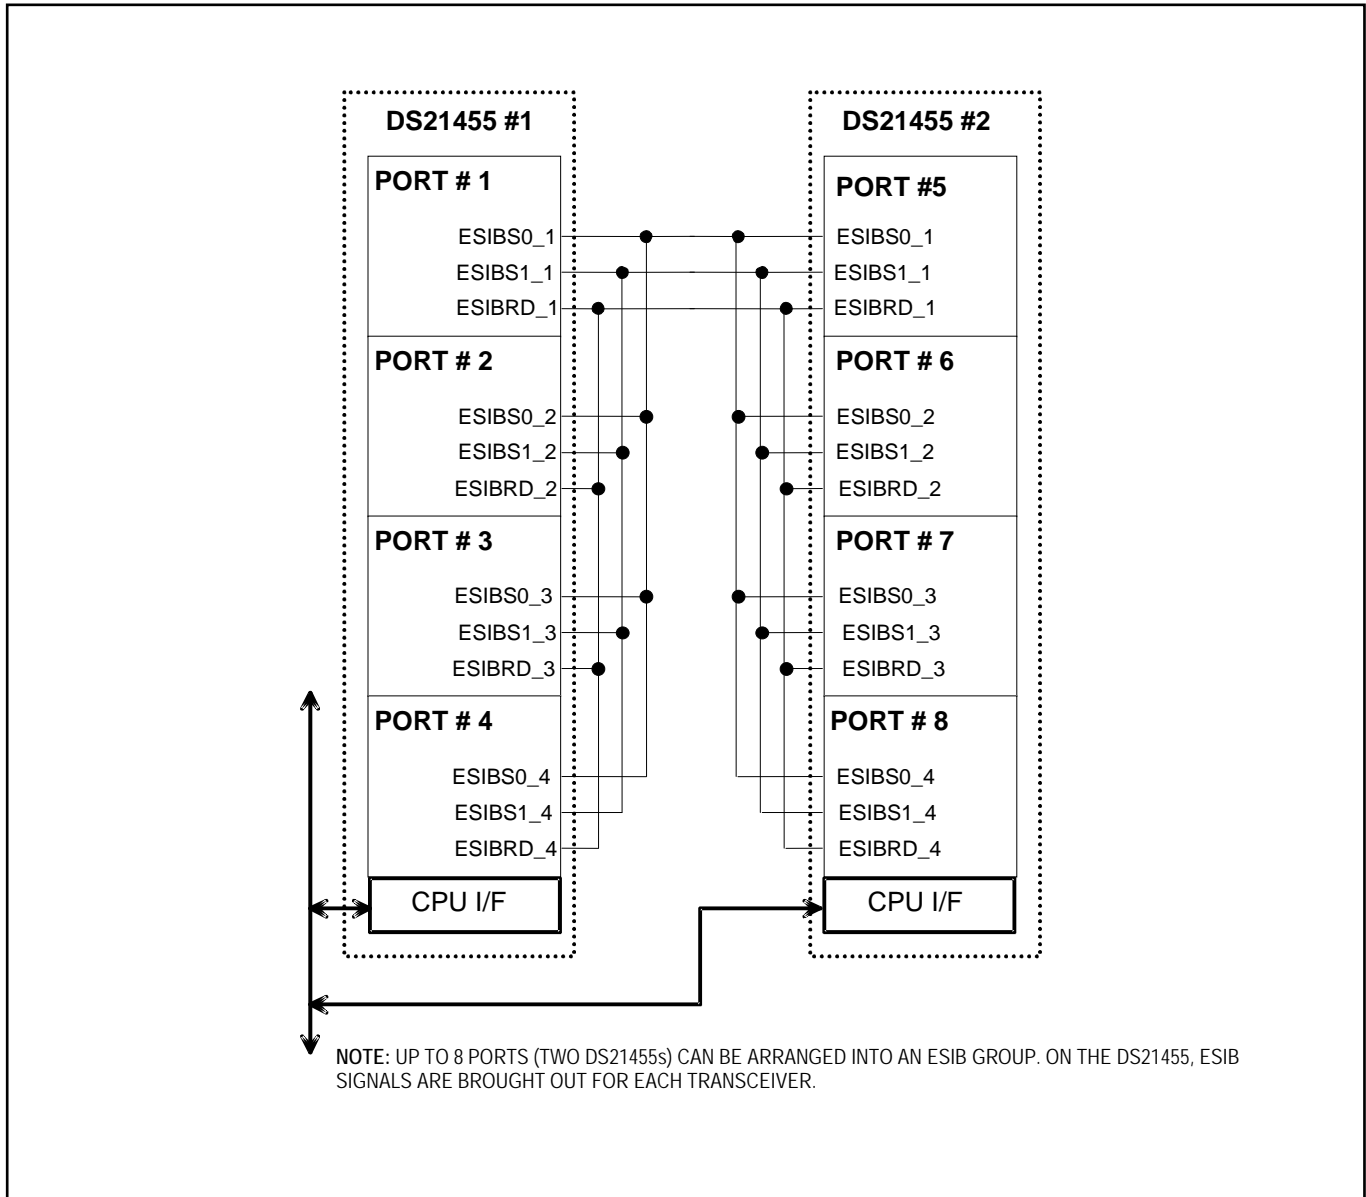 DS21455 #1
PORT # 1
ESIBS0_1
ESIBS1_1
ESIBRD_1
PORT # 2
ESIBS0_2
ESIBS1_2
ESIBRD_2
PORT # 3
ESIBS0_3
ESIBS1_3
ESIBRD_3
PORT # 4
ESIBS0_4
ESIBS1_4
ESIBRD_4
CPU I/F
DS21455 #2
PORT #5
ESIBS0_1
ESIBS1_1
ESIBRD_1
PORT # 6
ESIBS0_2
ESIBS1_2
ESIBRD_2
PORT # 7
ESIBS0_3
ESIBS1_3
ESIBRD_3
PORT # 8
ESIBS0_4
ESIBS1_4
ESIBRD_4
CPU I/F
NOTE: UP TO 8 PORTS (TWO DS21455s) CAN BE ARRANGED INTO AN ESIB GROUP. ON THE DS21455, ESIB
SIGNALS ARE BROUGHT OUT FOR EACH TRANSCEIVER.